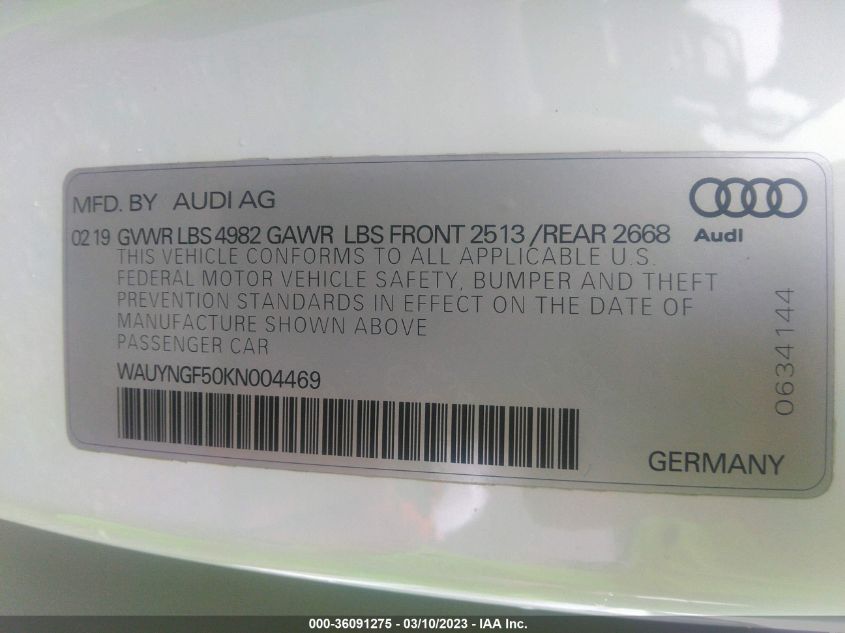 MFD. BY AUDI AG
02 19 GVWR LBS 4982 GAWR LBS FRONT 2513 /REAR 2668
Audi
THIS VEHICLE CONFORMS TO ALL APPLICABLE U.S.
FEDERAL MOTOR VEHICLE SAFETY, BUMPER AND THEFT
PREVENTION STANDARDS IN EFFECT ON THE DATE OF
MANUFACTURE SHOWN ABOVE
PASSENGER CAR
WAUYNGF50KN004469
0634144
GERMANY
000-36091275 - 03/10/2023 - IAA Inc.